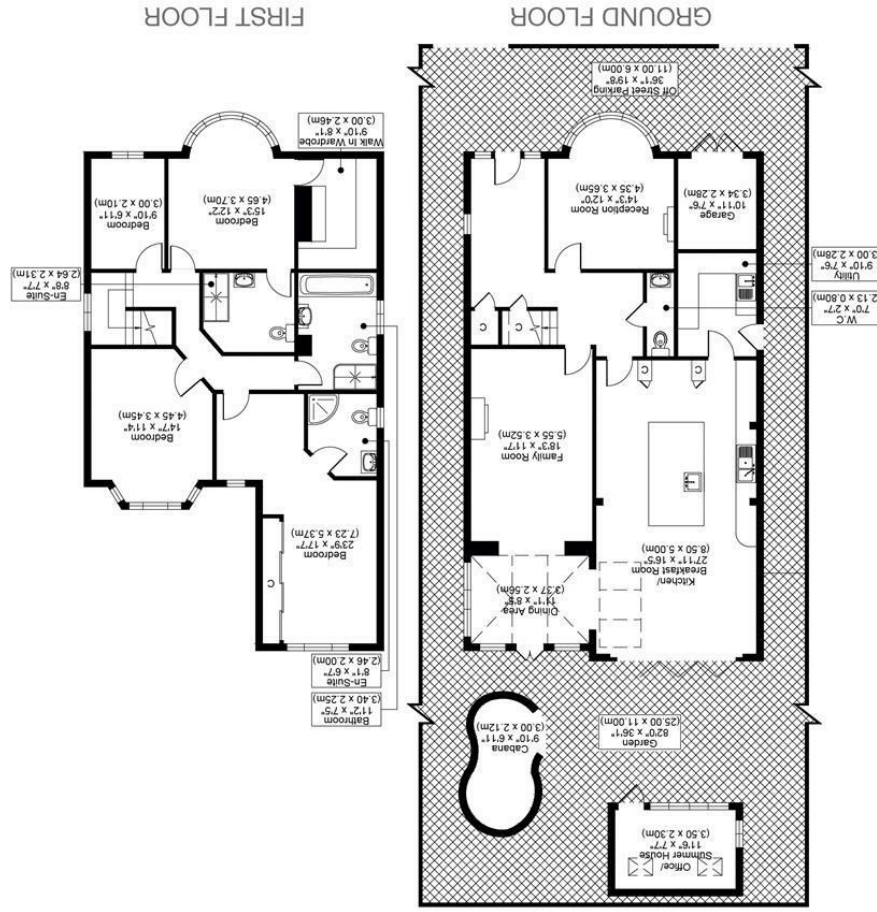 Office/
Summer House
11'6" x 7'7"
(3.50 x 2.30m)
Cabana
9'10" x 6'11"
(3.00 x 2.12m)
Garden
82'0" x 36'1"
(25.00 x 11.00m)
Dining Area
11'1" x 8'5"
(3.37 x 2.56m)
Kitchen/
Breakfast Room
27'11" x 16'5"
(8.50 x 5.00m)
Family Room
18'3" x 11'7"
(5.55 x 3.52m)
C
C
W.C
7'0" x 2'7"
(2.13 x 0.80m)
Utility
9'10" x 7'6"
(3.00 x 2.28m)
Garage
10'11" x 7'6"
(3.34 x 2.28m)
Reception Room
14'3" x 12'0"
(4.35 x 3.65m)
Off Street Parking
36'1" x 19'8"
(11.00 x 6.00m)
GROUND FLOOR
Bathroom
11'2" x 7'5"
(3.40 x 2.25m)
En-Suite
8'1" x 6'7"
(2.46 x 2.00m)
Bedroom
23'9" x 17'7"
(7.23 x 5.37m)
C
Bedroom
14'7" x 11'4"
(4.45 x 3.45m)
En-Suite
8'8" x 7'7"
(2.64 x 2.31m)
Bedroom
9'10" x 6'11"
(3.00 x 2.10m)
Bedroom
15'3" x 12'2"
(4.65 x 3.70m)
Walk In Wardrobe
9'10" x 8'1"
(3.00 x 2.46m)
FIRST FLOOR